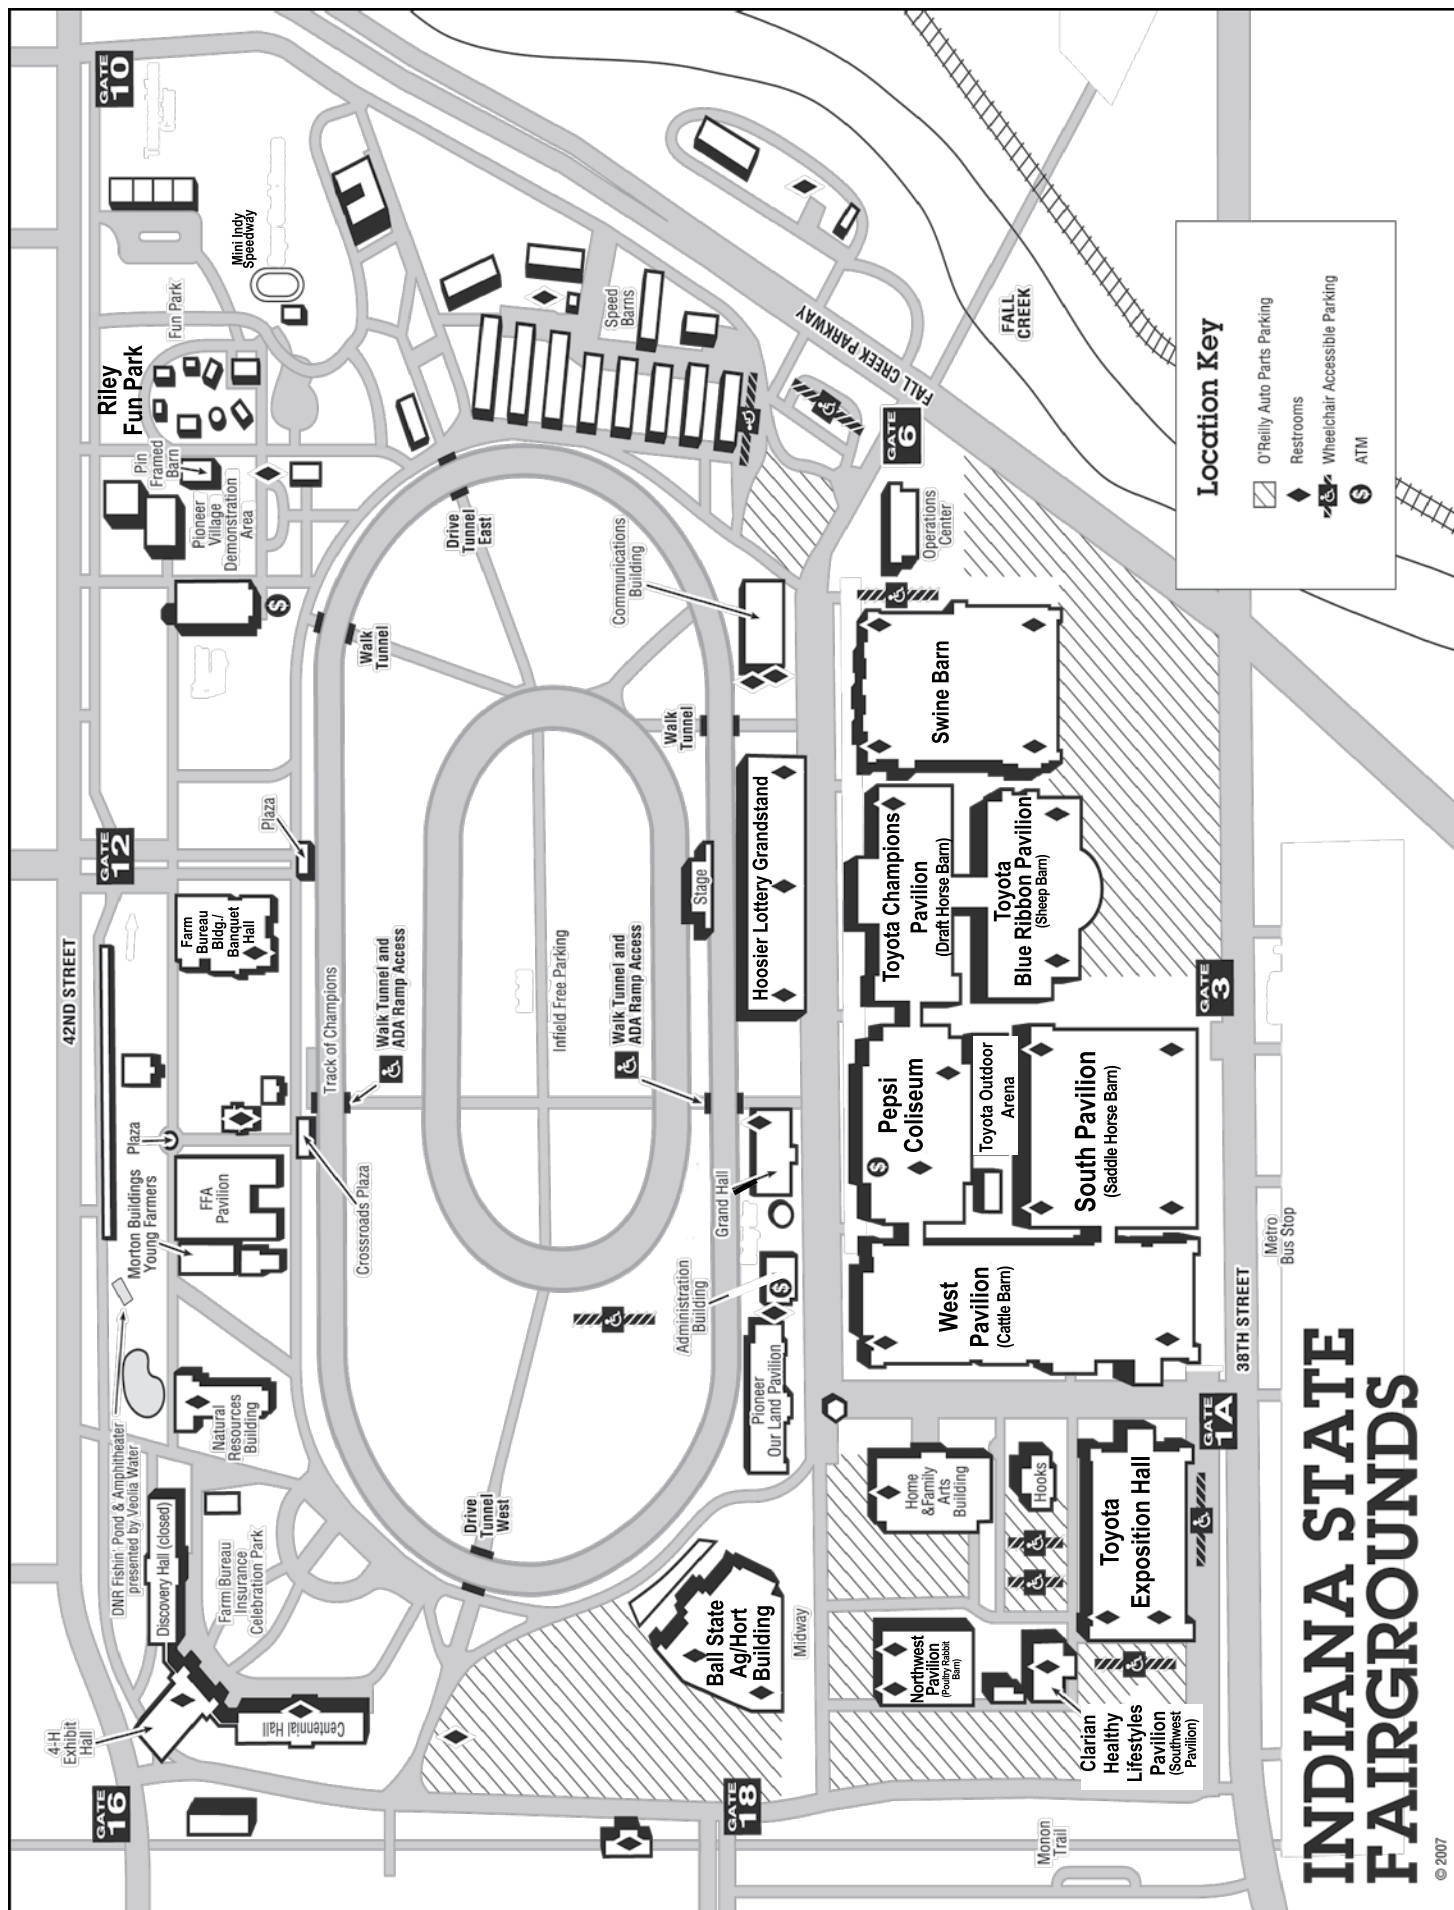 GATE
10
Mini Indy
Speedway
Fun Park
Riley
Fun Park
Pin
Framed
Barn
Pioneer
Village
Demonstration
Area
$
GATE
12
Plaza
42ND STREET
Farm
Bureau
Bldg./
Banquet
Hall
Plaza
Morton Buildings
Young Farmers
FFA
Pavilion
Crossroads Plaza
Track of Champions
DNR Fishin' Pond & Amphitheater
presented by Veolia Water
Natural
Resources
Building
Discovery Hall (closed)
Farm Bureau
Insurance
Celebration Park
4-H
Exhibit
Hall
Centennial Hall
GATE
16
Speed
Barns
Drive
Tunnel
East
Walk
Tunnel
Communications
Building
Walk
Tunnel
Stage
Walk Tunnel and
ADA Ramp Access
Infield Free Parking
Walk Tunnel and
ADA Ramp Access
Hoosier Lottery Grandstand
Grand Hall
Administration
Building
$
Pioneer
Our Land Pavilion
Drive
Tunnel
West
Ball State
Ag/Hort
Building
Midway
GATE
18
FALL CREEK PARKWAY
FALL
CREEK
GATE
6
Operations
Center
Swine Barn
Toyota Champions
Pavilion
(Draft Horse Barn)
Toyota
Blue Ribbon Pavilion
(Sheep Barn)
GATE
3
$
Pepsi
Coliseum
Toyota Outdoor
Arena
South Pavilion
(Saddle Horse Barn)
West
Pavilion
(Cattle Barn)
Metro
Bus Stop
38TH STREET
GATE
1A
Home
&Family
Arts
Building
Hooks
Toyota
Exposition Hall
Northwest
Pavilion
(Poultry Rabbit
Barn)
Clarian
Healthy
Lifestyles
Pavilion
(Southwest
Pavilion)
Monon
Trail
Location Key
O'Reilly Auto Parts Parking
Restrooms
Wheelchair Accessible Parking
$ ATM
INDIANA STATE
FAIRGROUNDS
© 2007